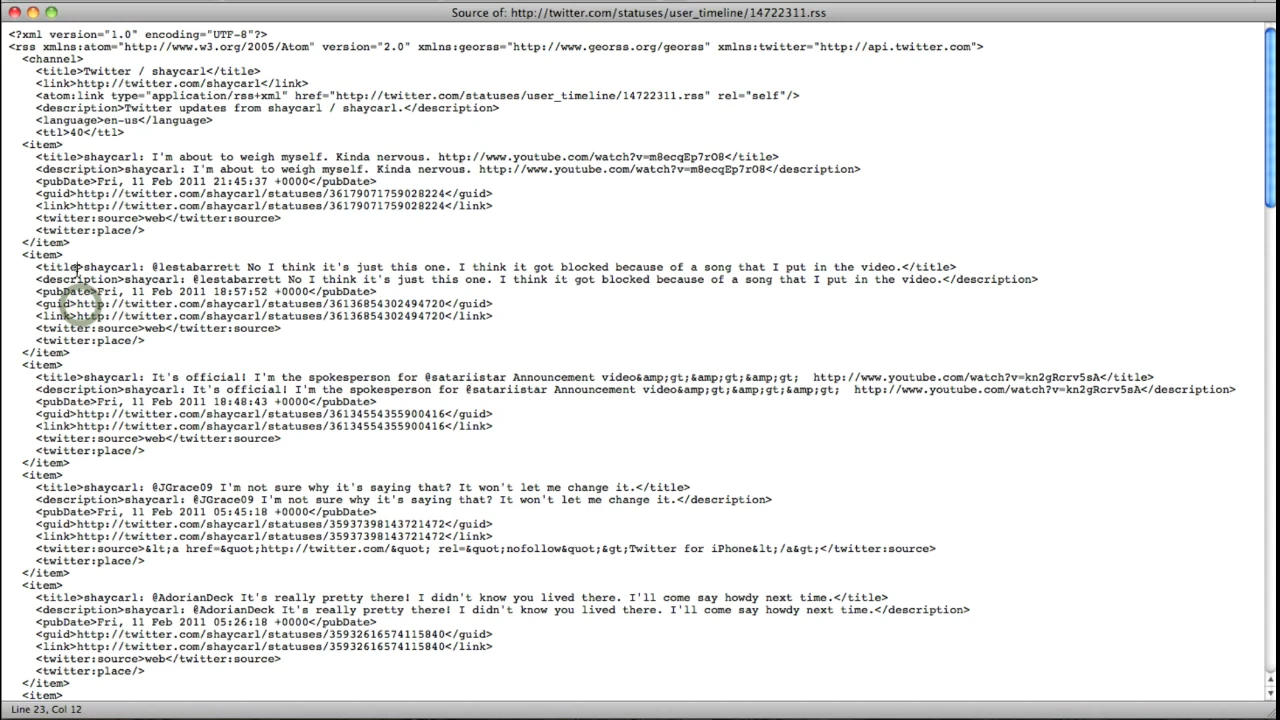 Source of: http://twitter.com/statuses/user_timeline/14722311.rss
<?xml version="1.0" encoding="UTF-8"?>
<rss xmlns:atom="http://www.w3.org/2005/Atom" version="2.0" xmlns:georss="http://www.georss.org/georss" xmlns:twitter="http://api.twitter.com">
<channel>
<title>Twitter / shaycarl</title>
<link>http://twitter.com/shaycarl</link>
<atom:link type="application/rss+xml" href="http://twitter.com/statuses/user_timeline/14722311.rss" rel="self"/>
<description>Twitter updates from shaycarl / shaycarl.</description>
<language>en-us</language>
<ttl>40</ttl>
<item>
<title>shaycarl: I'm about to weigh myself. Kinda nervous. http://www.youtube.com/watch?v=m8ecqEp7rO8</title>
<description>shaycarl: I'm about to weigh myself. Kinda nervous. http://www.youtube.com/watch?v=m8ecqEp7rO8</description>
<pubDate>Fri, 11 Feb 2011 21:45:37 +0000</pubDate>
<guid>http://twitter.com/shaycarl/statuses/36179071759028224</guid>
<link>http://twitter.com/shaycarl/statuses/36179071759028224</link>
<twitter:source>web</twitter:source>
<twitter:place/>
</item>
<item>
<title>shaycarl: @lestabarrett No I think it's just this one. I think it got blocked because of a song that I put in the video.</title>
<description>shaycarl: @lestabarrett No I think it's just this one. I think it got blocked because of a song that I put in the video.</description>
<pubDate>Fri, 11 Feb 2011 18:57:52 +0000</pubDate>
<guid>http://twitter.com/shaycarl/statuses/36136854302494720</guid>
<link>http://twitter.com/shaycarl/statuses/36136854302494720</link>
<twitter:source>web</twitter:source>
<twitter:place/>
</item>
<item>
<title>shaycarl: It's official! I'm the spokesperson for @satariistar Announcement video&amp;gt;&amp;gt;&amp;gt;  http://www.youtube.com/watch?v=kn2gRcrv5sA</title>
<description>shaycarl: It's official! I'm the spokesperson for @satariistar Announcement video&amp;gt;&amp;gt;&amp;gt;  http://www.youtube.com/watch?v=kn2gRcrv5sA</description>
<pubDate>Fri, 11 Feb 2011 18:48:43 +0000</pubDate>
<guid>http://twitter.com/shaycarl/statuses/36134554355900416</guid>
<link>http://twitter.com/shaycarl/statuses/36134554355900416</link>
<twitter:source>web</twitter:source>
<twitter:place/>
</item>
<item>
<title>shaycarl: @JGrace09 I'm not sure why it's saying that? It won't let me change it.</title>
<description>shaycarl: @JGrace09 I'm not sure why it's saying that? It won't let me change it.</description>
<pubDate>Fri, 11 Feb 2011 05:45:18 +0000</pubDate>
<guid>http://twitter.com/shaycarl/statuses/35937398143721472</guid>
<link>http://twitter.com/shaycarl/statuses/35937398143721472</link>
<twitter:source>&lt;a href=&quot;http://twitter.com/&quot; rel=&quot;nofollow&quot;&gt;Twitter for iPhone&lt;/a&gt;</twitter:source>
<twitter:place/>
</item>
<item>
<title>shaycarl: @AdorianDeck It's really pretty there! I didn't know you lived there. I'll come say howdy next time.</title>
<description>shaycarl: @AdorianDeck It's really pretty there! I didn't know you lived there. I'll come say howdy next time.</description>
<pubDate>Fri, 11 Feb 2011 05:26:18 +0000</pubDate>
<guid>http://twitter.com/shaycarl/statuses/35932616574115840</guid>
<link>http://twitter.com/shaycarl/statuses/35932616574115840</link>
<twitter:source>web</twitter:source>
<twitter:place/>
</item>
<item>
Line 23, Col 12